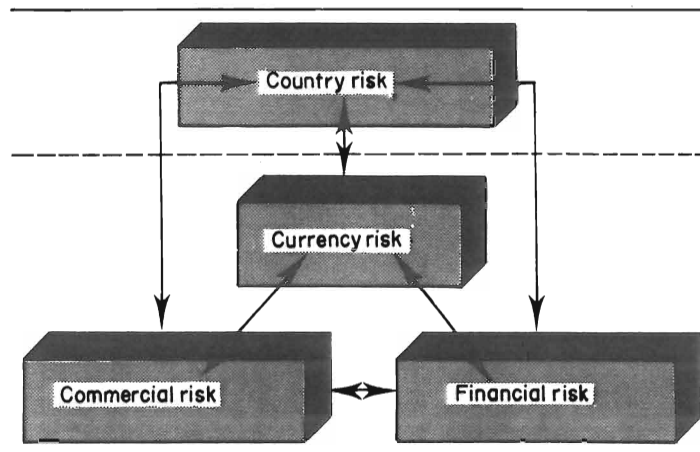 Country risk
Currency risk
Commercial risk
Financial risk